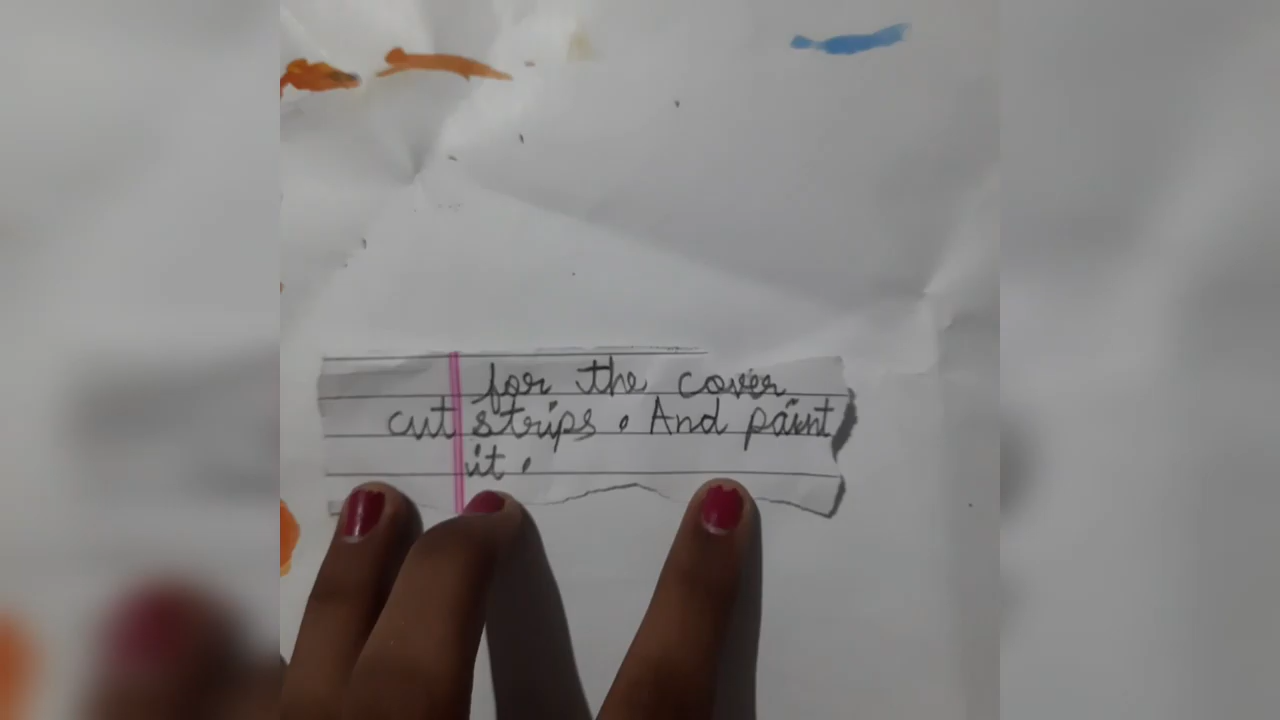 for the cover
cut strips. And paint
it.